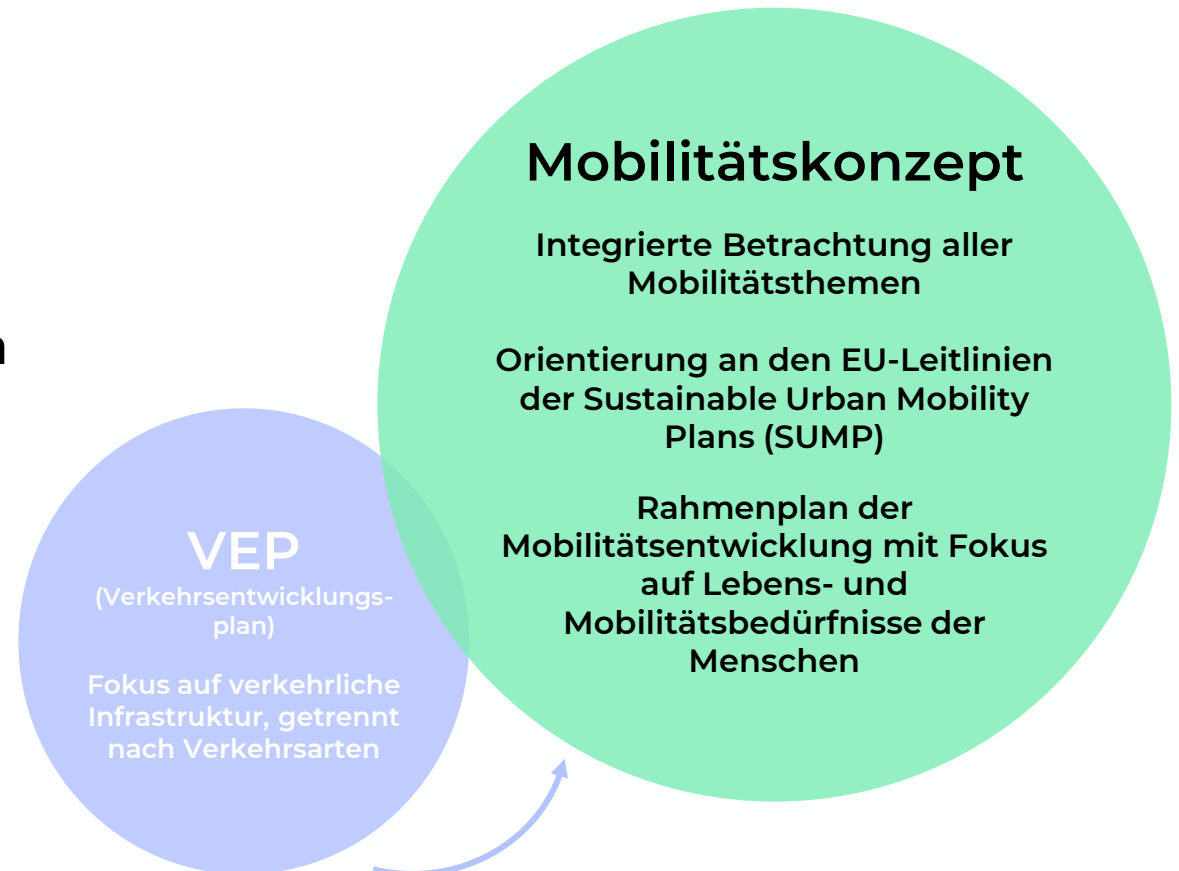 Mobilitätskonzept
Integrierte Betrachtung aller
Mobilitätsthemen
Orientierung an den EU-Leitlinien
der Sustainable Urban Mobility
Plans (SUMP)
Rahmenplan der
Mobilitätsentwicklung mit Fokus
auf Lebens- und
Mobilitätsbedürfnisse der
Menschen
VEP
(Verkehrsentwicklungs-
plan)
Fokus auf verkehrliche
Infrastruktur, getrennt
nach Verkehrsarten